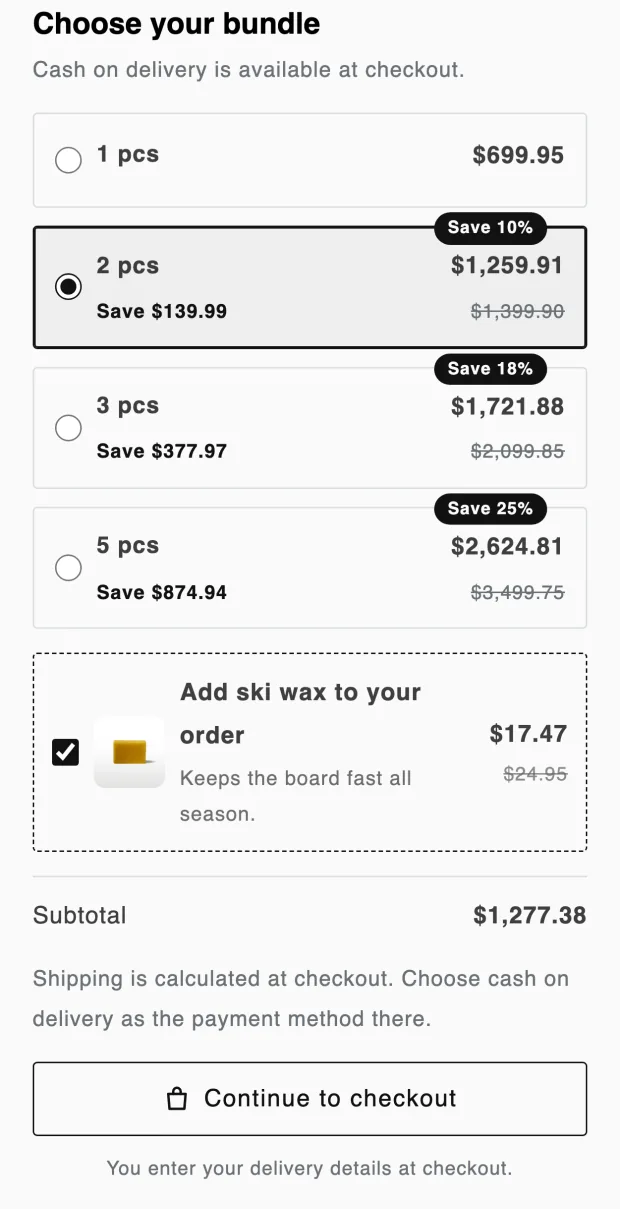 Choose your bundle
Cash on delivery is available at checkout.
1 pcs
$699.95
Save 10%
2 pcs
$1,259.91
Save $139.99
$1,399.90
Save 18%
3 pcs
$1,721.88
Save $377.97
$2,099.85
Save 25%
5 pcs
$2,624.81
Save $874.94
$3,499.75
Add ski wax to your
order
$17.47
Keeps the board fast all
$24.95
season.
Subtotal
$1,277.38
Shipping is calculated at checkout. Choose cash on
delivery as the payment method there.
Continue to checkout
You enter your delivery details at checkout.